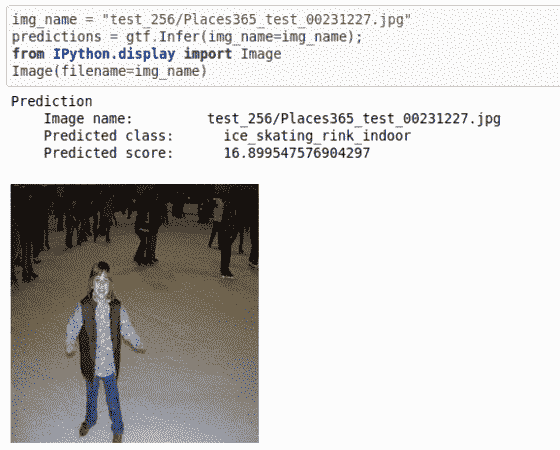 img_name = "test_256/Places365_test_00231227.jpg"
predictions = gtf.Infer(img_name=img_name);
from IPython.display import Image
Image(filename=img_name)
Prediction
Image name: test_256/Places365_test_00231227.jpg
Predicted class: ice_skating_rink_indoor
Predicted score: 16.899547576904297